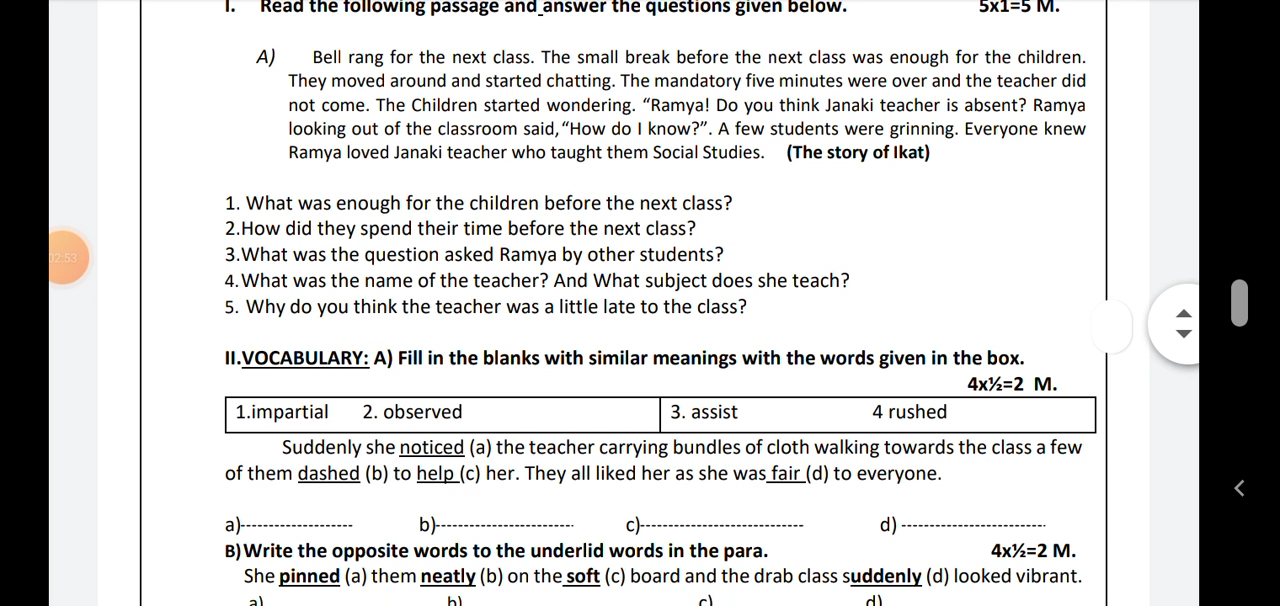 I. Read the following passage and answer the questions given below. 5x1=5 M.
A) Bell rang for the next class. The small break before the next class was enough for the children.
They moved around and started chatting. The mandatory five minutes were over and the teacher did
not come. The Children started wondering. “Ramya! Do you think Janaki teacher is absent? Ramya
looking out of the classroom said,“How do I know?”. A few students were grinning. Everyone knew
Ramya loved Janaki teacher who taught them Social Studies. (The story of Ikat)
1. What was enough for the children before the next class?
2.How did they spend their time before the next class?
02:53
3.What was the question asked Ramya by other students?
4.What was the name of the teacher? And What subject does she teach?
5. Why do you think the teacher was a little late to the class?
II.VOCABULARY: A) Fill in the blanks with similar meanings with the words given in the box.
4x½=2 M.
1.impartial 2. observed 3. assist 4 rushed
Suddenly she noticed (a) the teacher carrying bundles of cloth walking towards the class a few
of them dashed (b) to help (c) her. They all liked her as she was fair (d) to everyone.
a)-------------------- b)------------------------ c)----------------------------- d) -------------------------
B)Write the opposite words to the underlid words in the para. 4x½=2 M.
She pinned (a) them neatly (b) on the soft (c) board and the drab class suddenly (d) looked vibrant.
a) b) c) d)